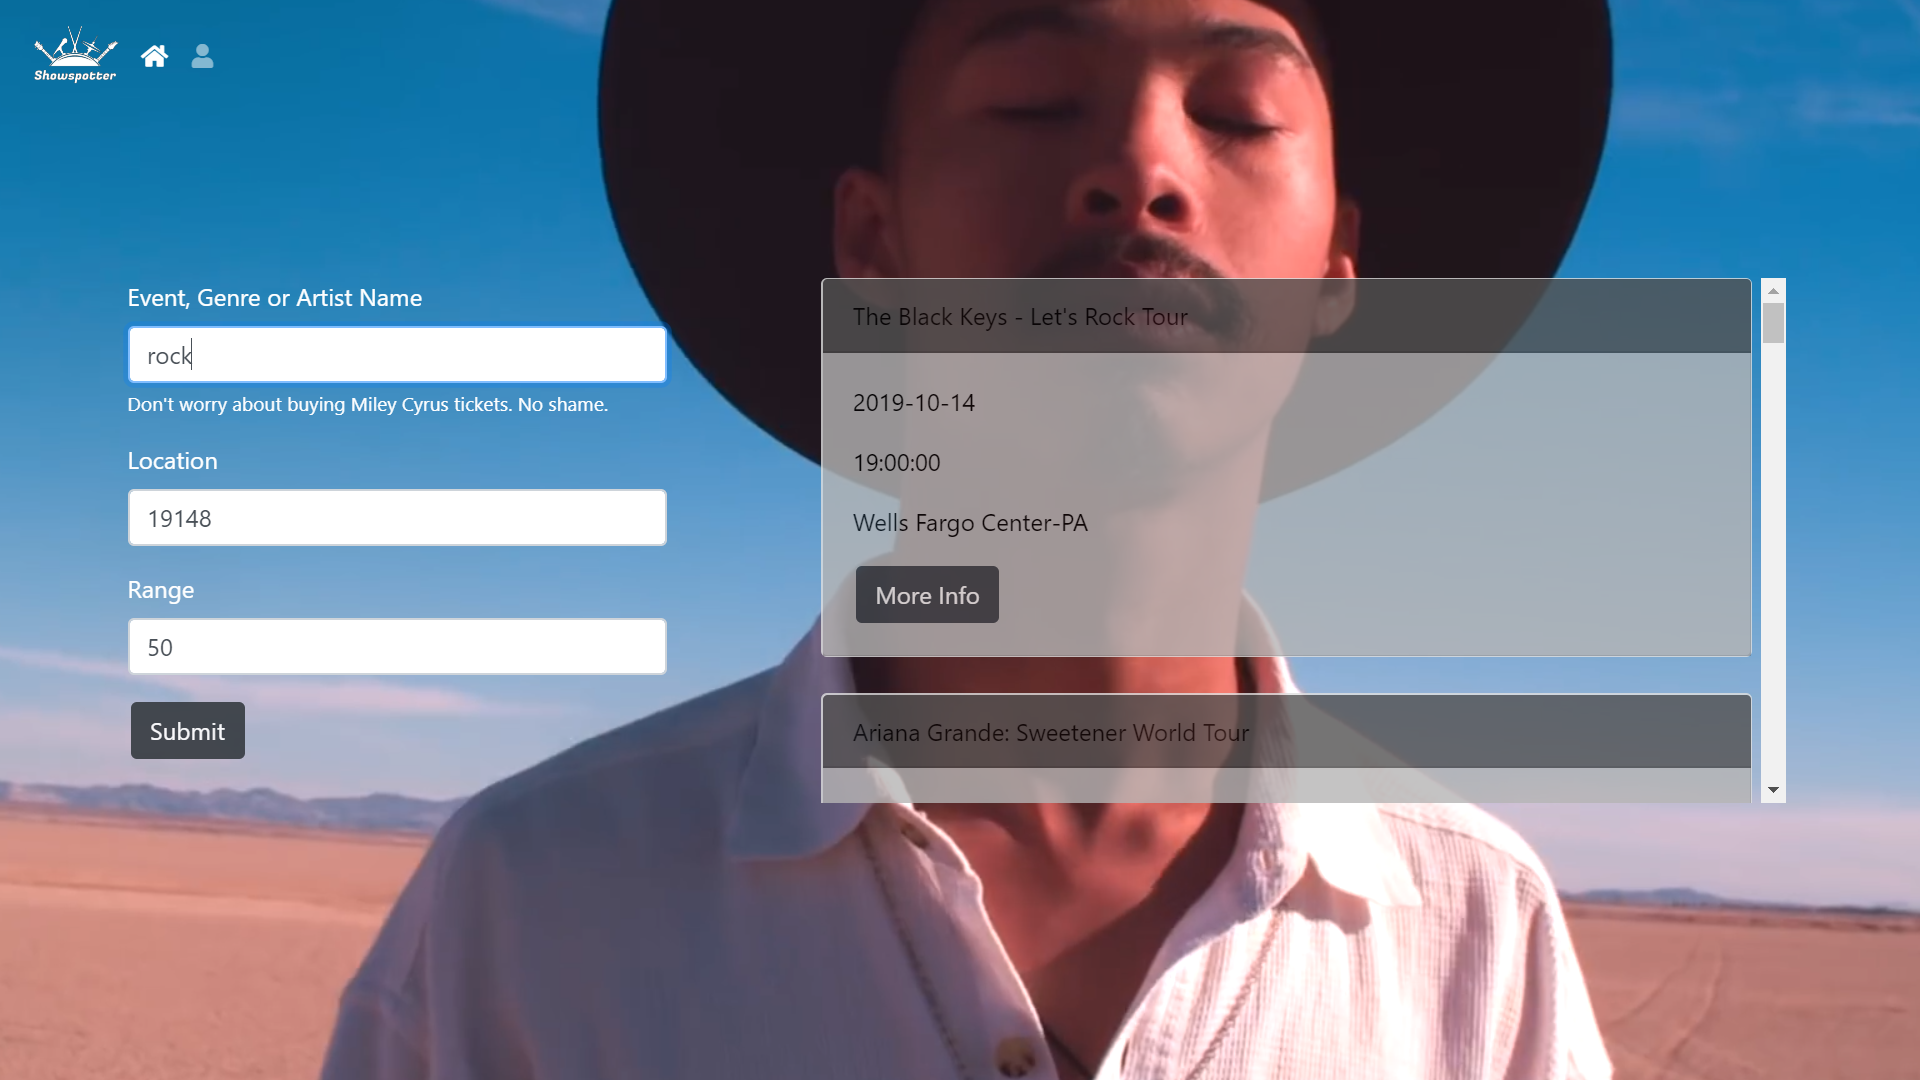 Showspotter
Event, Genre or Artist Name
rock
Don't worry about buying Miley Cyrus tickets. No shame.
Location
19148
Range
50
Submit
The Black Keys - Let's Rock Tour
2019-10-14
19:00:00
Wells Fargo Center-PA
More Info
Ariana Grande: Sweetener World Tour